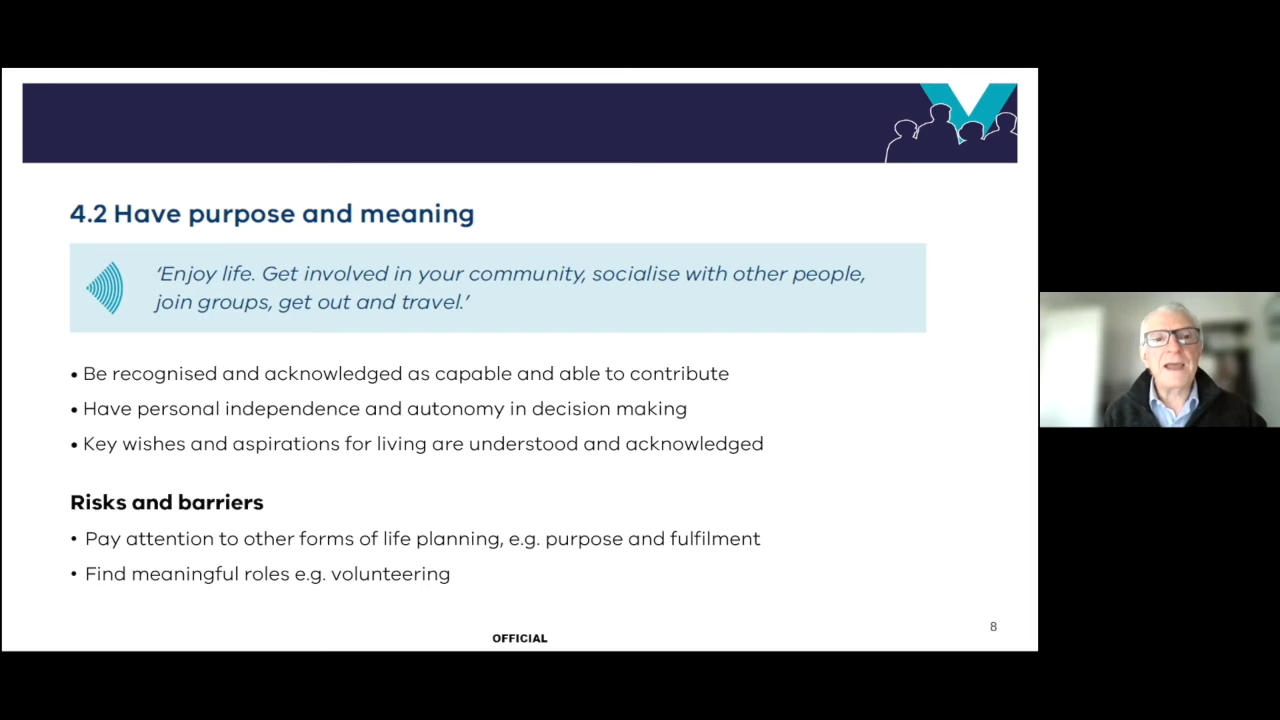 4.2 Have purpose and meaning
‘Enjoy life. Get involved in your community, socialise with other people,
join groups, get out and travel.’
• Be recognised and acknowledged as capable and able to contribute
• Have personal independence and autonomy in decision making
• Key wishes and aspirations for living are understood and acknowledged
Risks and barriers
• Pay attention to other forms of life planning, e.g. purpose and fulfilment
• Find meaningful roles e.g. volunteering
8
OFFICIAL